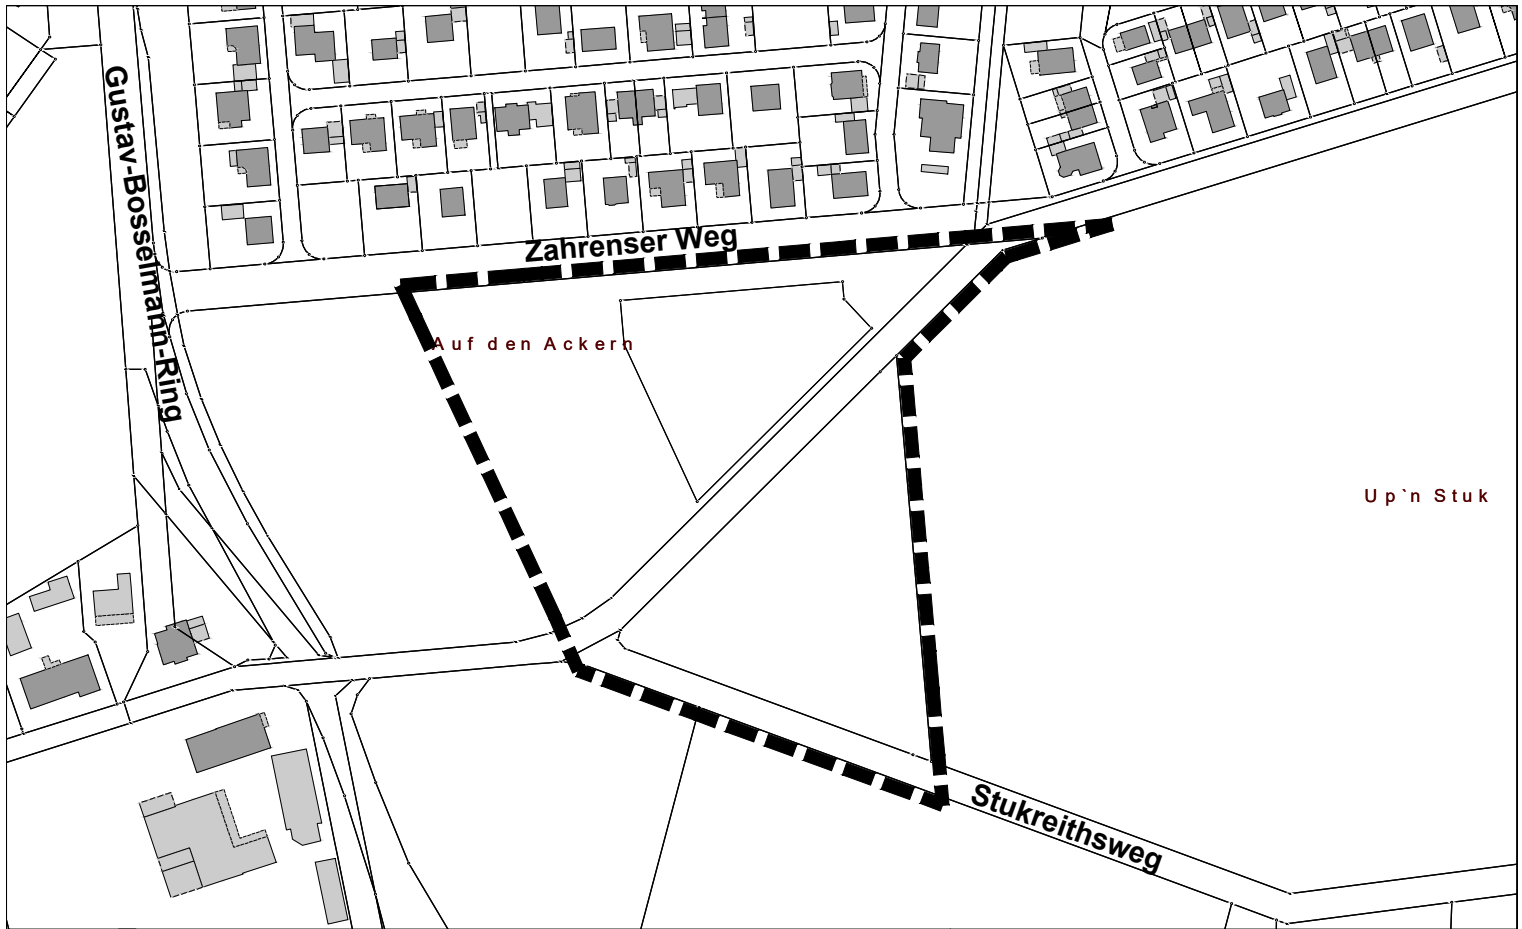 Gustav-Bosselmann-Ring
Zahrenser Weg
Auf den Ackern
Up`n Stuk
Stukreithsweg